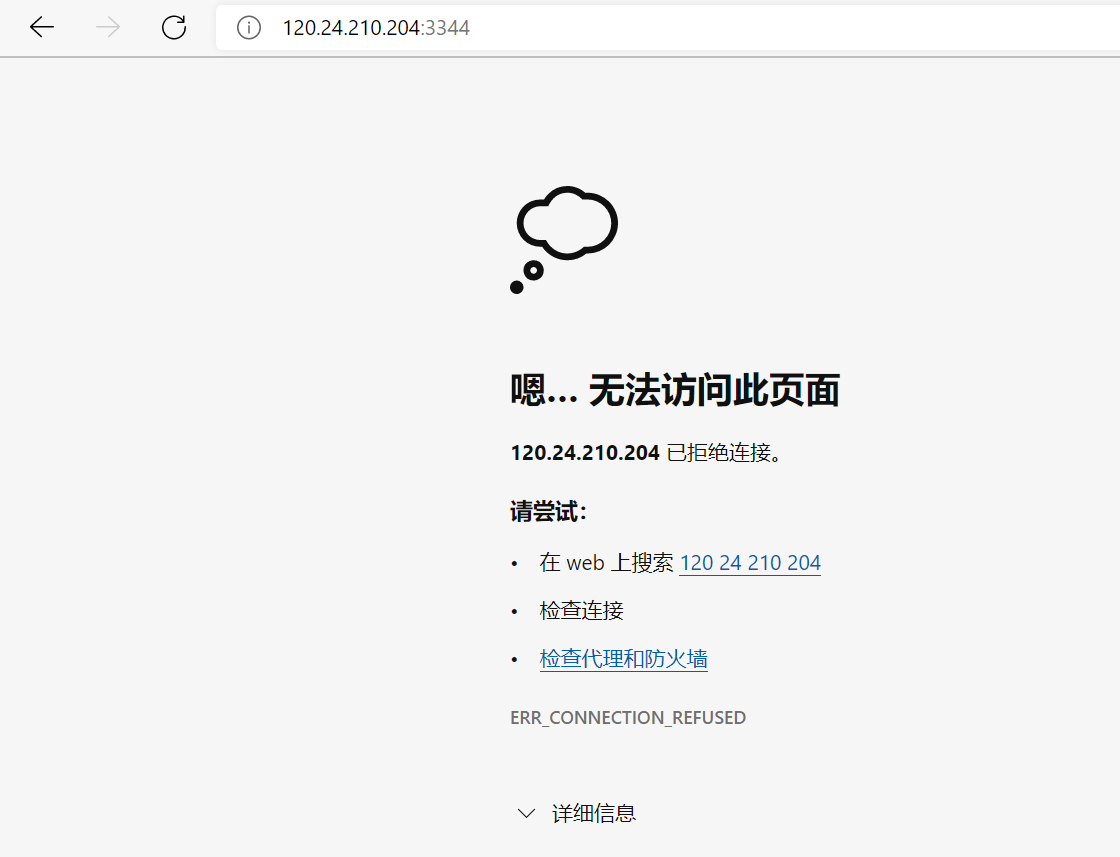 120.24.210.204:3344
嗯… 无法访问此页面
120.24.210.204 已拒绝连接。
请尝试：
• 在 web 上搜索 120 24 210 204
• 检查连接
• 检查代理和防火墙
ERR_CONNECTION_REFUSED
详细信息